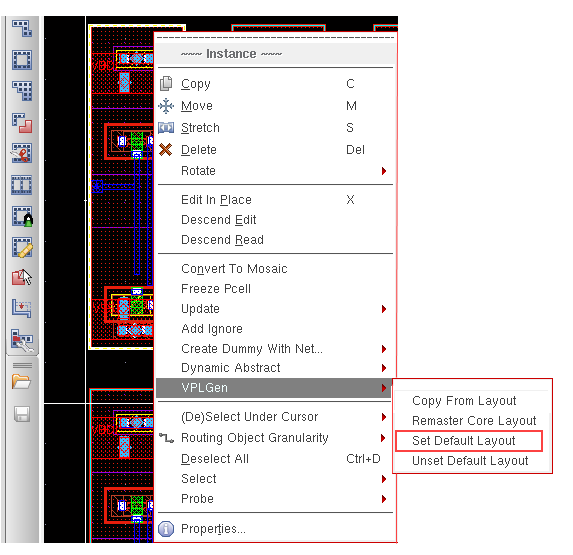 ~~~ Instance ~~~
Copy C
Move M
Stretch S
Delete Del
Rotate
Edit In Place X
Descend Edit
Descend Read
Convert To Mosaic
Freeze Pcell
Update
Add Ignore
Create Dummy With Net...
Dynamic Abstract
VPLGen
Copy From Layout
Remaster Core Layout
Set Default Layout
Unset Default Layout
(De)Select Under Cursor
Routing Object Granularity
Deselect All Ctrl+D
Select
Probe
Properties...